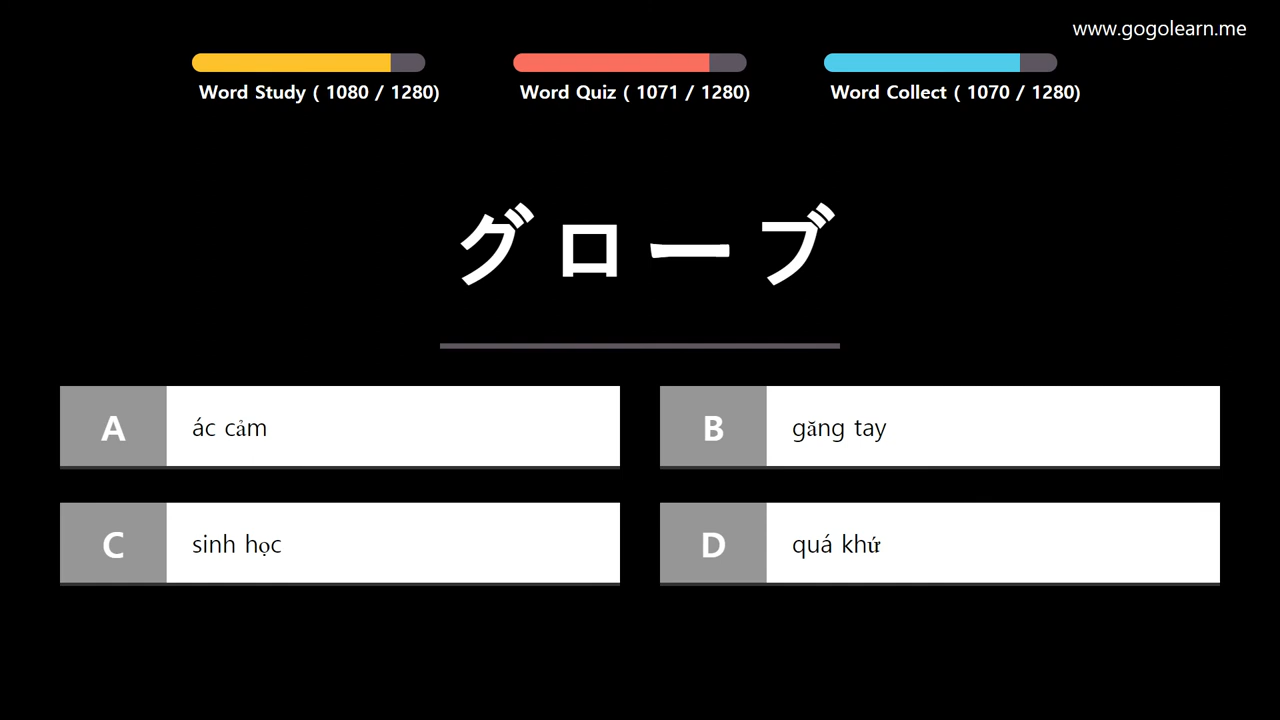 www.gogolearn.me
Word Study ( 1080 / 1280)
Word Quiz ( 1071 / 1280)
Word Collect ( 1070 / 1280)
グローブ
A
ác cảm
B
găng tay
C
sinh học
D
quá khứ